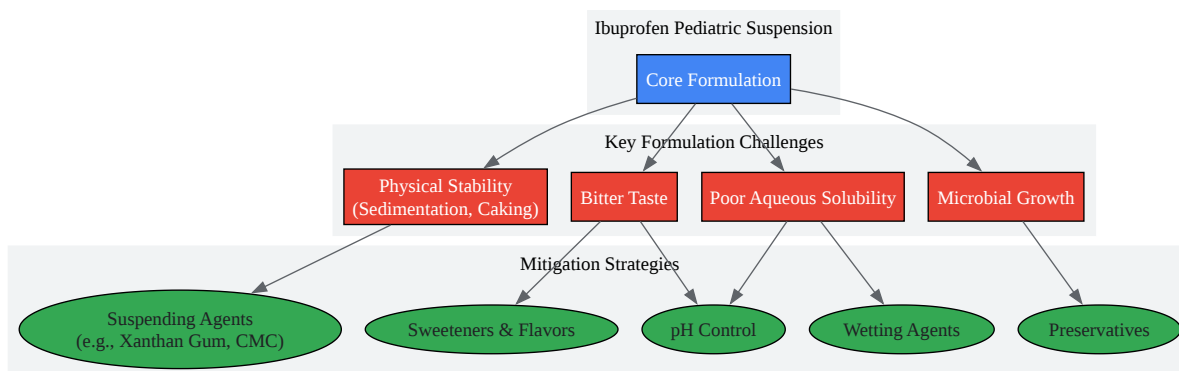 Ibuprofen Pediatric Suspension
Core Formulation
Key Formulation Challenges
Physical Stability
(Sedimentation, Caking)
Bitter Taste
Poor Aqueous Solubility
Microbial Growth
Mitigation Strategies
Suspending Agents
(e.g., Xanthan Gum, CMC)
Sweeteners & Flavors
pH Control
Wetting Agents
Preservatives